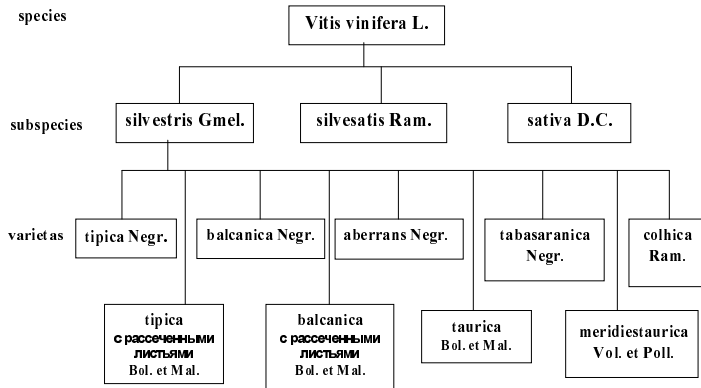 species
Vitis vinifera L.
subspecies
silvestris Gmel.
silvesatis Ram.
sativa D.C.
varietas
tipica Negr.
balcanica Negr.
aberrans Negr.
tabasaranica
Negr.
colhica
Ram.
tipica
с рассеченными
листьями
Bol. et Mal.
balcanica
с рассеченными
листьями
Bol. et Mal.
taurica
Bol. et Mal.
meridiestaurica
Vol. et Poll.